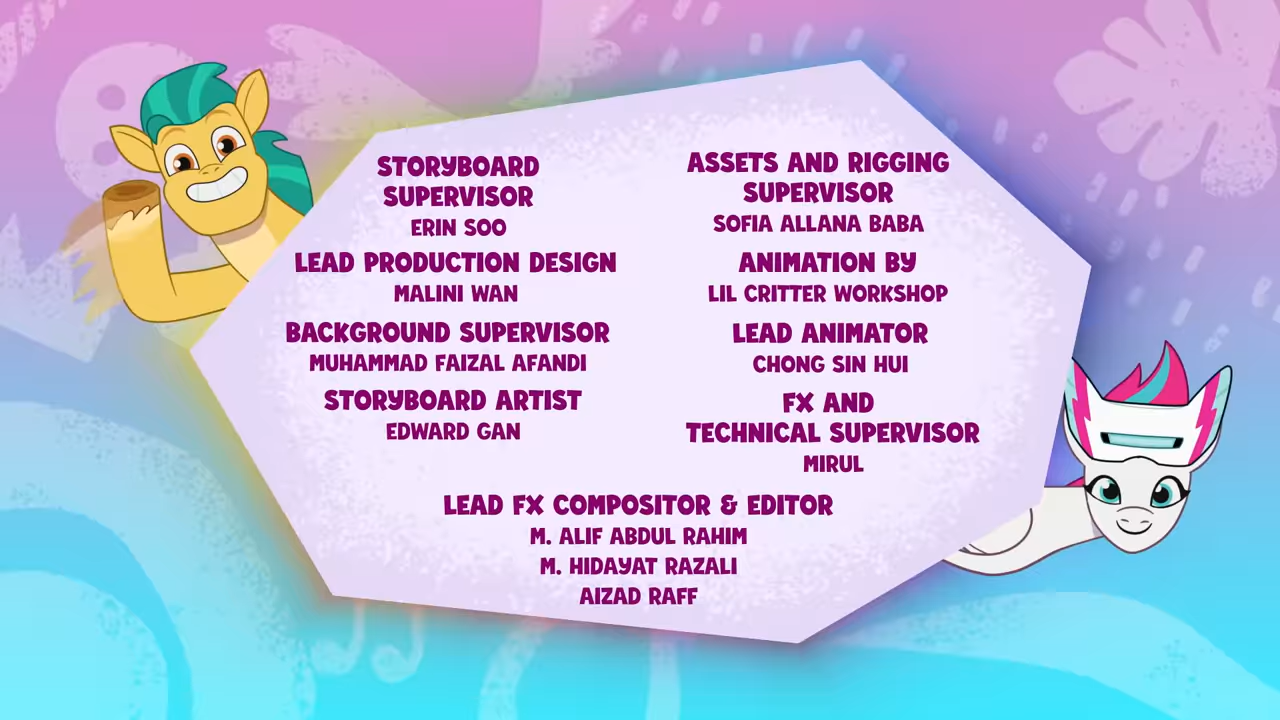 STORYBOARD
SUPERVISOR
ERIN SOO
LEAD PRODUCTION DESIGN
MALINI WAN
BACKGROUND SUPERVISOR
MUHAMMAD FAIZAL AFANDI
STORYBOARD ARTIST
EDWARD GAN
ASSETS AND RIGGING
SUPERVISOR
SOFIA ALLANA BABA
ANIMATION BY
LIL CRITTER WORKSHOP
LEAD ANIMATOR
CHONG SIN HUI
FX AND
TECHNICAL SUPERVISOR
MIRUL
LEAD FX COMPOSITOR & EDITOR
M. ALIF ABDUL RAHIM
M. HIDAYAT RAZALI
AIZAD RAFF